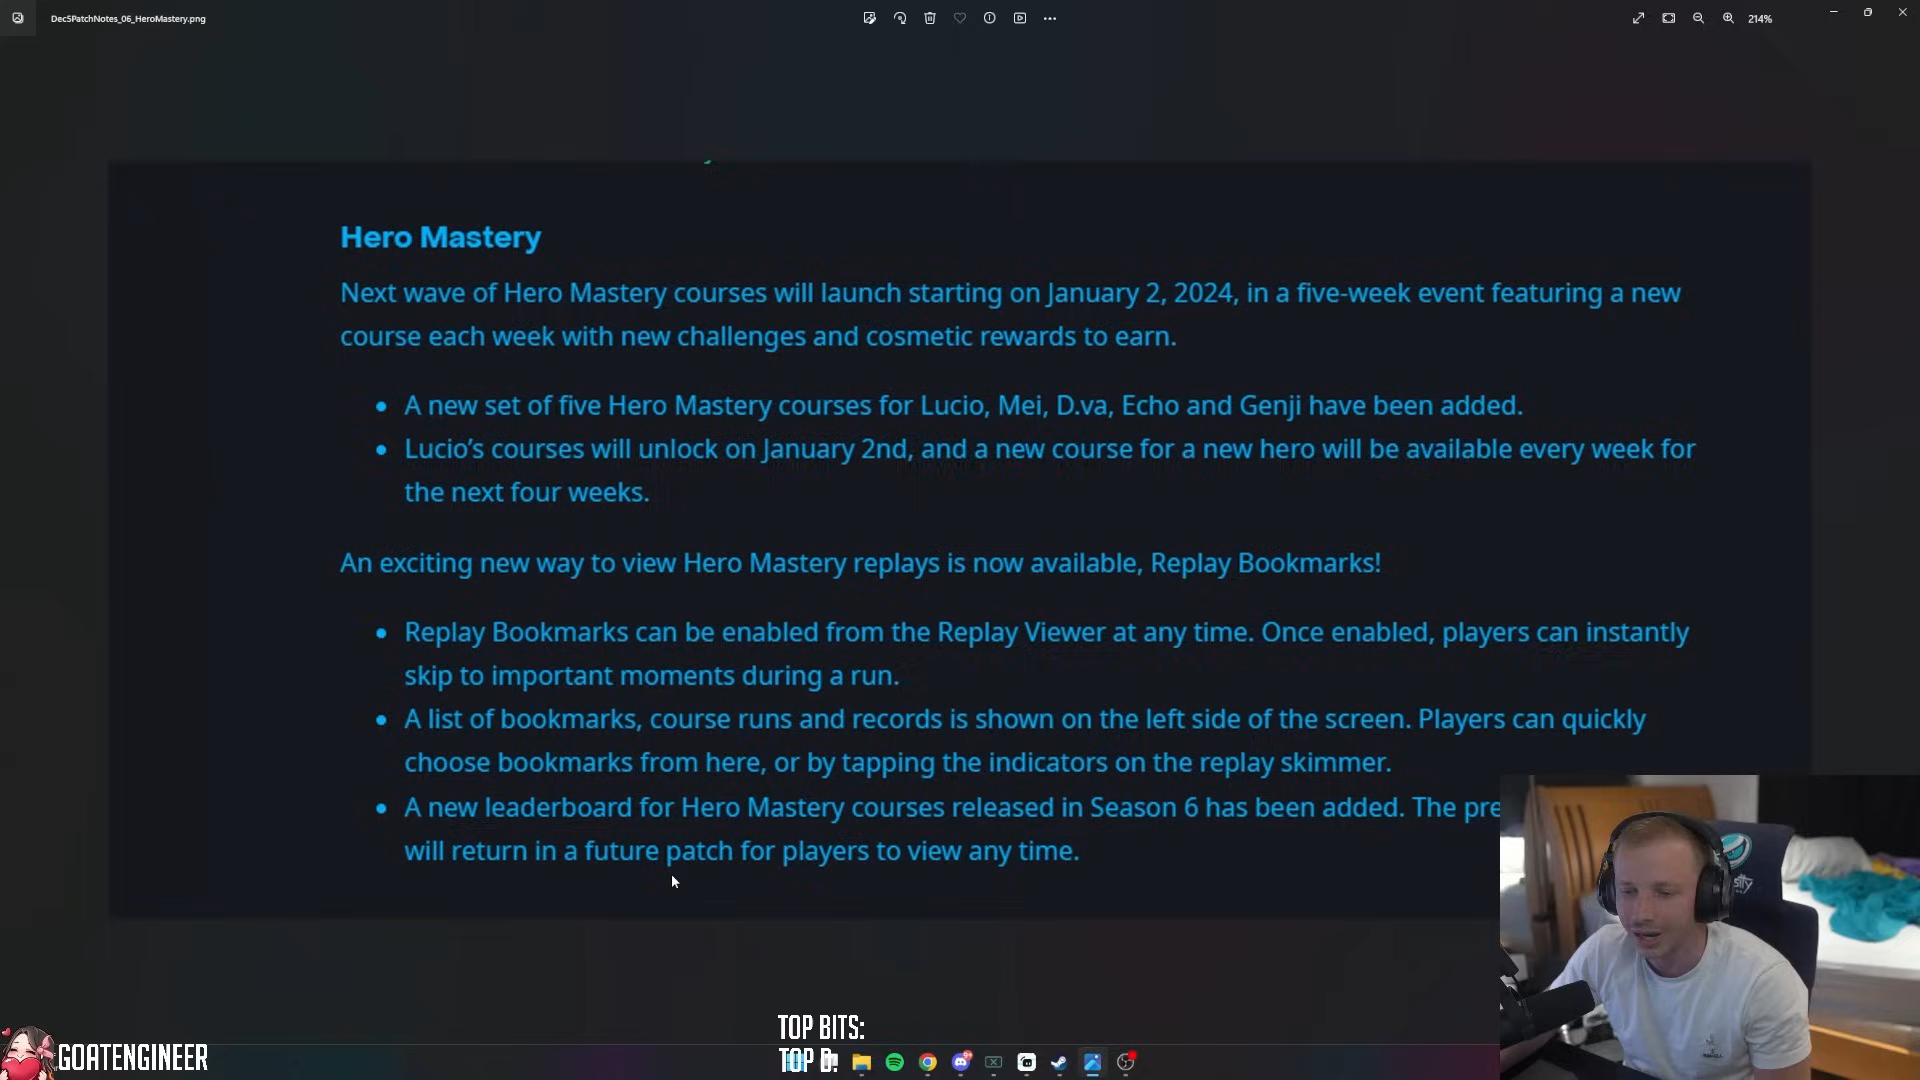 DecSPatchNotes_06_HeroMastery.png
214%
Hero Mastery
Next wave of Hero Mastery courses will launch starting on January 2, 2024, in a five-week event featuring a new
course each week with new challenges and cosmetic rewards to earn.
A new set of five Hero Mastery courses for Lucio, Mei, D.va, Echo and Genji have been added.
Lucio’s courses will unlock on January 2nd, and a new course for a new hero will be available every week for
the next four weeks.
An exciting new way to view Hero Mastery replays is now available, Replay Bookmarks!
Replay Bookmarks can be enabled from the Replay Viewer at any time. Once enabled, players can instantly
skip to important moments during a run.
A list of bookmarks, course runs and records is shown on the left side of the screen. Players can quickly
choose bookmarks from here, or by tapping the indicators on the replay skimmer.
A new leaderboard for Hero Mastery courses released in Season 6 has been added. The pre
will return in a future patch for players to view any time.
TOP BITS:
TOP D:
GOATENGINEER